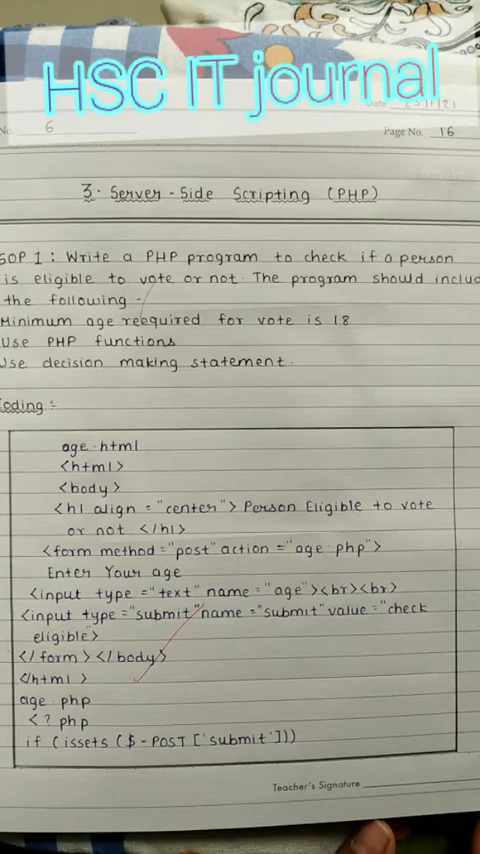 HSC IT journal
No. 6
Date 23/11/21
Page No. 16
3. Server-Side Scripting (PHP)
SOP 1: Write a PHP program to check if a person
is eligible to vote or not. The program should includ
the following -
Minimum age reequired for vote is 18
Use PHP functions
Use decision making statement.
Coding :-
age.html
<html>
<body>
<h1 align = "center"> Person Eligible to vote
or not </h1>
<form method="post" action="age.php">
Enter Your age
<input type="text" name="age"><br><br>
<input type="submit" name="submit" value="check
eligible>
</form></body>
</html>
age.php
<?php
if (issets ($-POST ['submit']))
Teacher's Signature